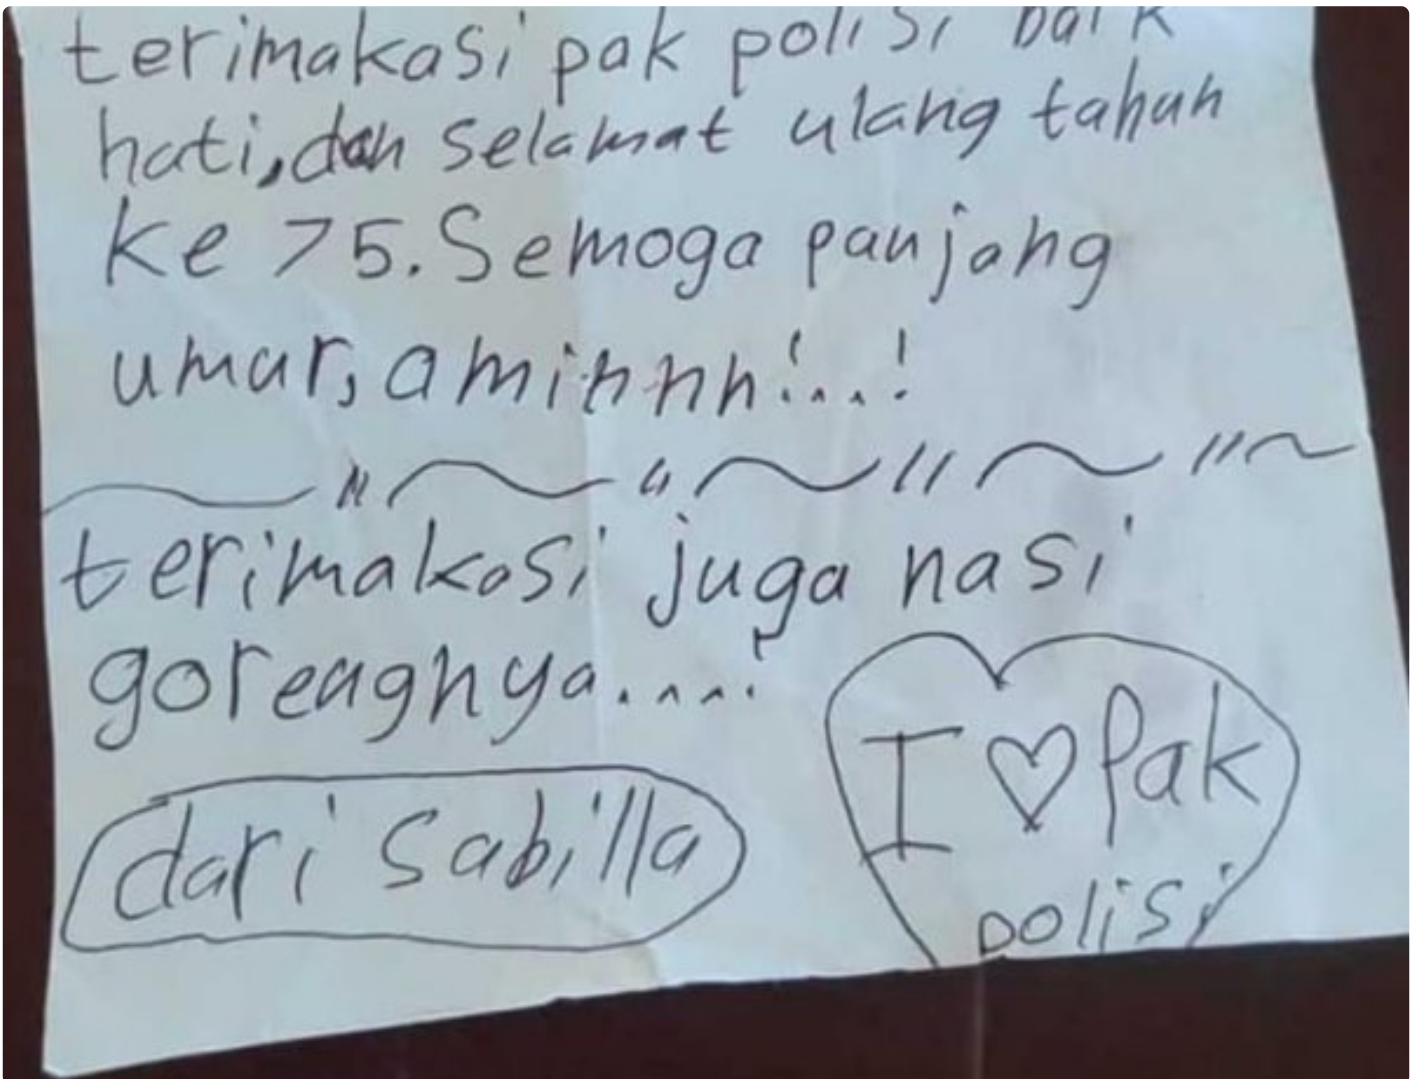 terimakasi pak polisi baik
hati, dan selamat ulang tahun
ke 75. Semoga panjang
umur, aminnnn!...!
terimakasi juga nasi
goreagnya....!
dari Sabilla
I ♡ Pak
polisi